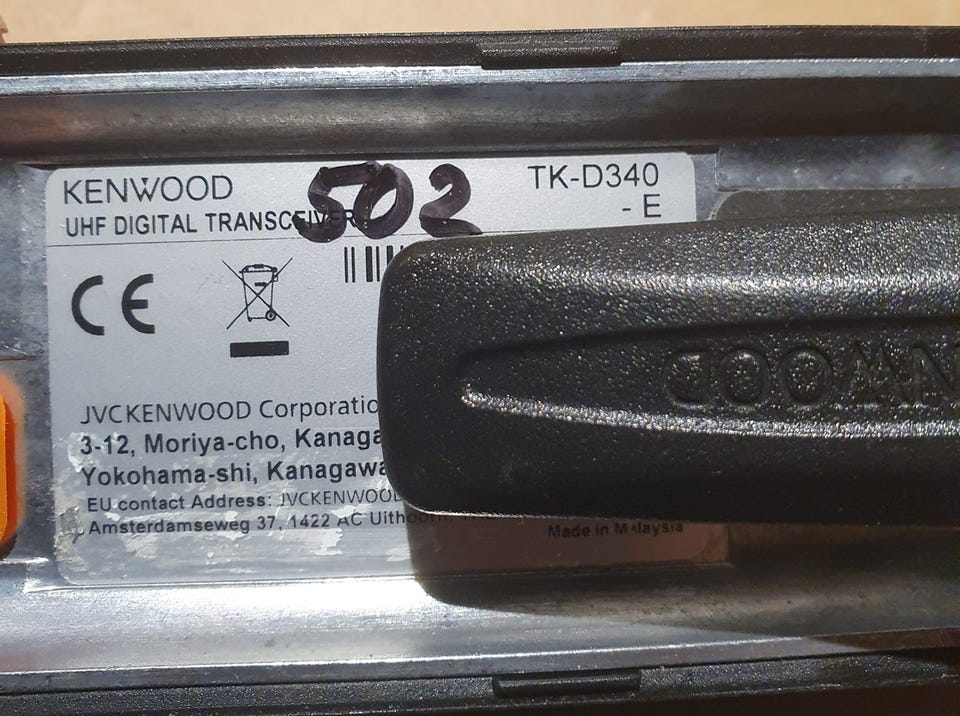 KENWOOD
502
TK-D340
- E
UHF DIGITAL TRANSCEIVER
CE
JVCKENWOOD Corporatio
3-12, Moriya-cho, Kanaga
Yokohama-shi, Kanagawa
EU contact Address: JVCKENWOOD
Amsterdamseweg 37, 1422 AC Uithoorn,
Made in Malaysia
NWOOD